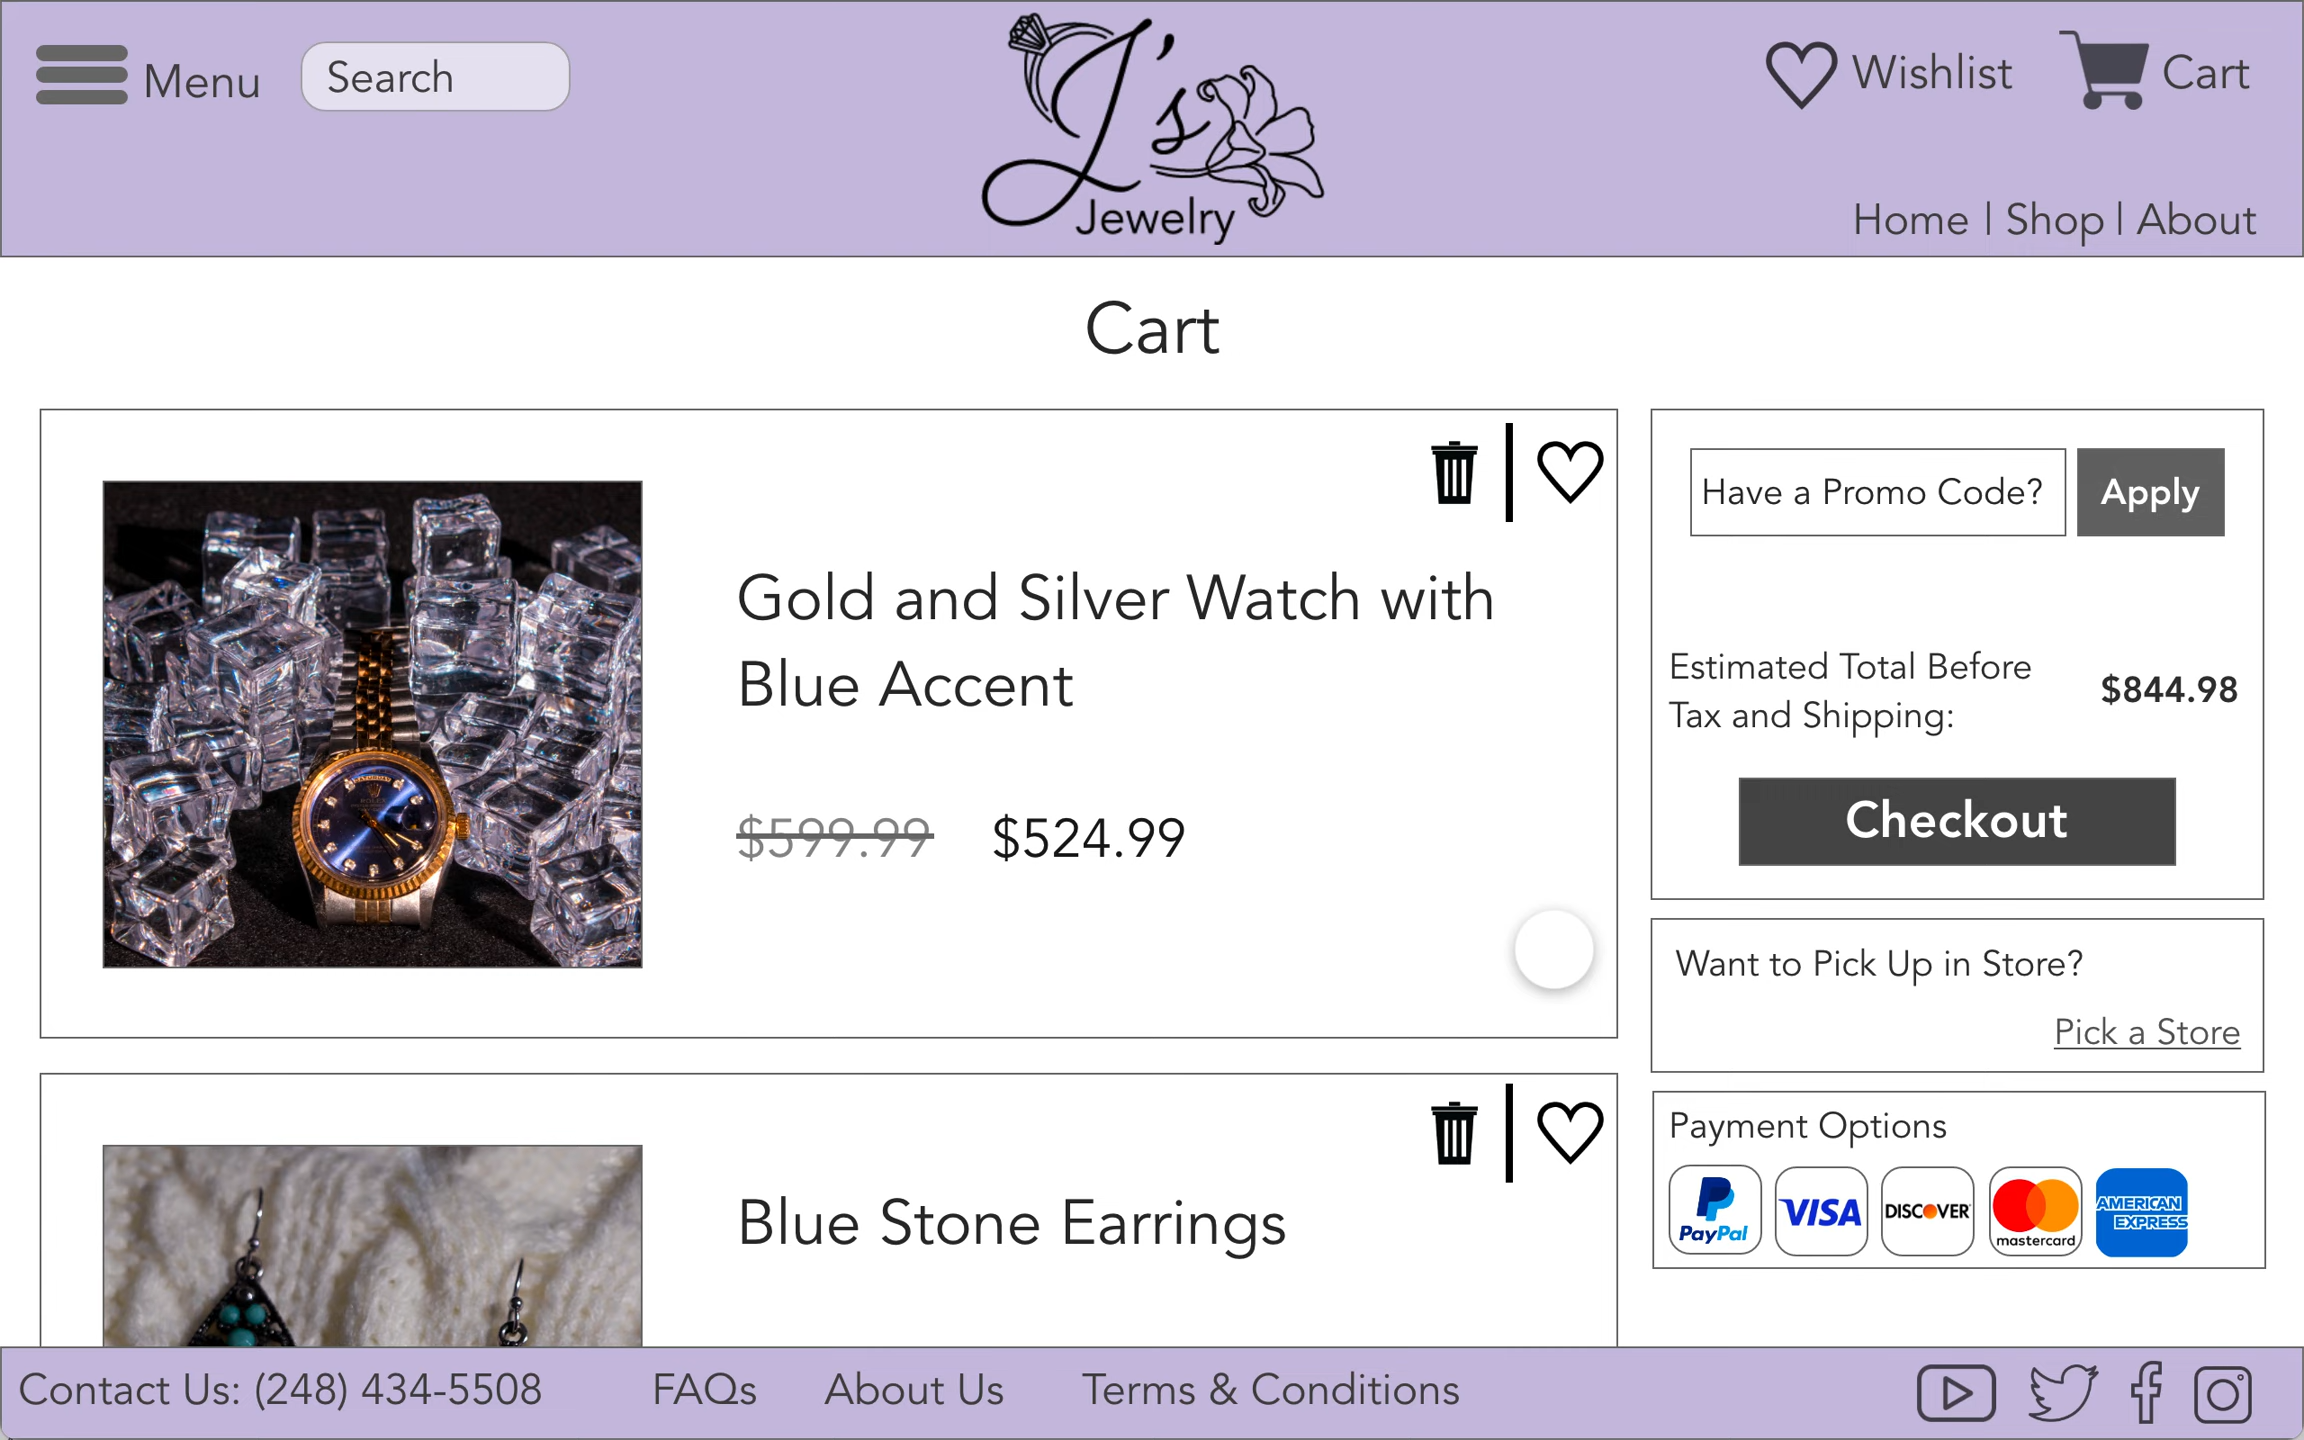 Menu
Search
J's
Jewelry
Wishlist
Cart
Home | Shop | About
Cart
Gold and Silver Watch with
Blue Accent
$599.99 $524.99
Have a Promo Code?
Apply
Estimated Total Before
Tax and Shipping:
$844.98
Checkout
Want to Pick Up in Store?
Pick a Store
Blue Stone Earrings
Payment Options
PayPal
VISA
DISCOVER
mastercard
AMERICAN
EXPRESS
Contact Us: (248) 434-5508
FAQs
About Us
Terms & Conditions